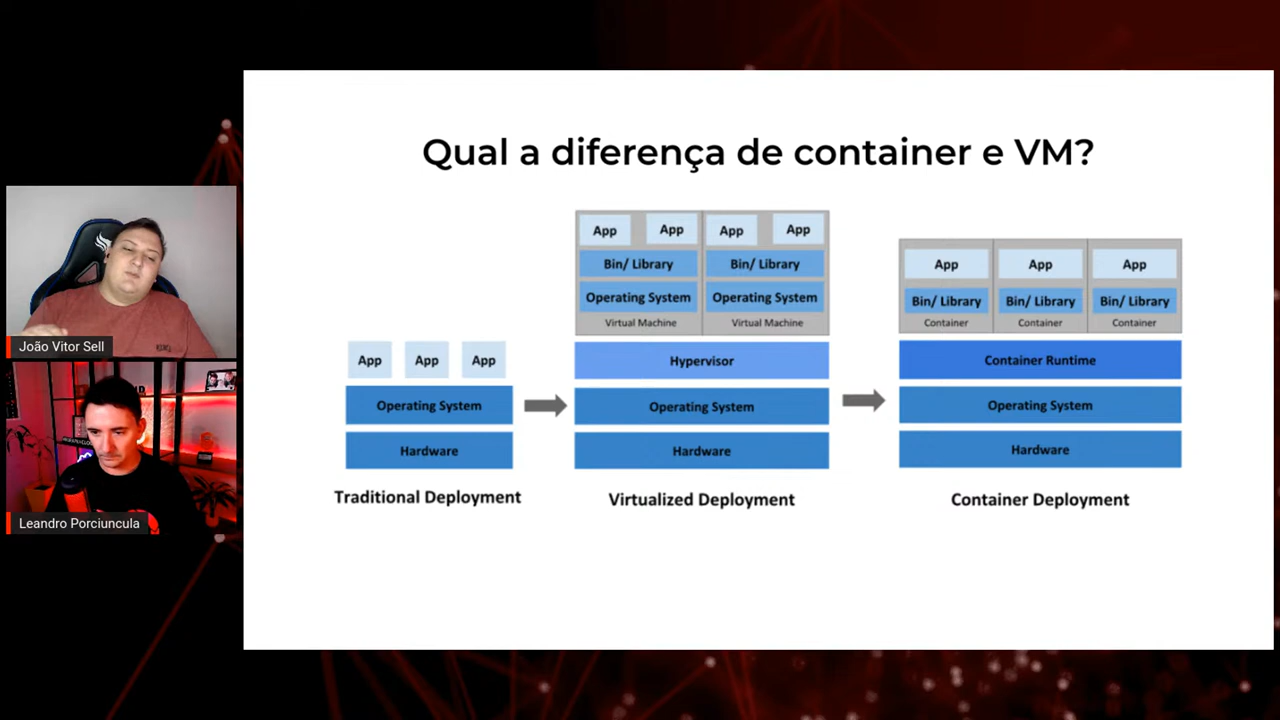 Qual a diferença de container e VM?
App App App
Operating System
Hardware
Traditional Deployment
App App App App
Bin/ Library Bin/ Library
Operating System Operating System
Virtual Machine Virtual Machine
Hypervisor
Operating System
Hardware
Virtualized Deployment
App App App
Bin/ Library Bin/ Library Bin/ Library
Container Container Container
Container Runtime
Operating System
Hardware
Container Deployment
João Vitor Sell
Leandro Porciuncula